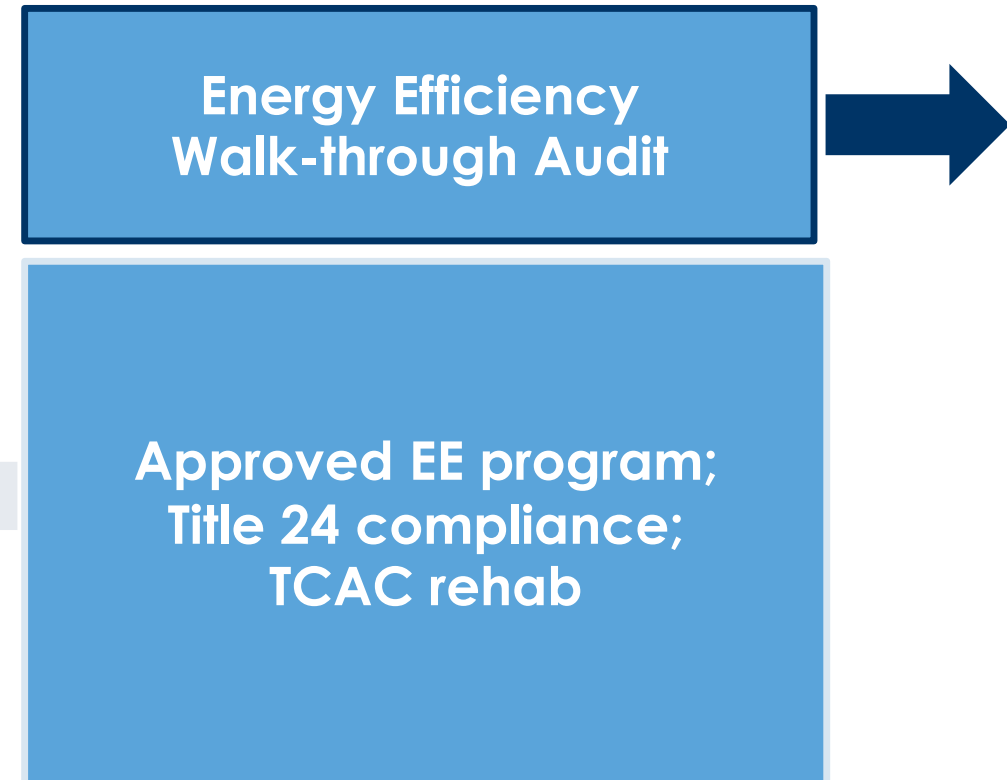 Energy Efficiency
Walk-through Audit
Approved EE program;
Title 24 compliance;
TCAC rehab